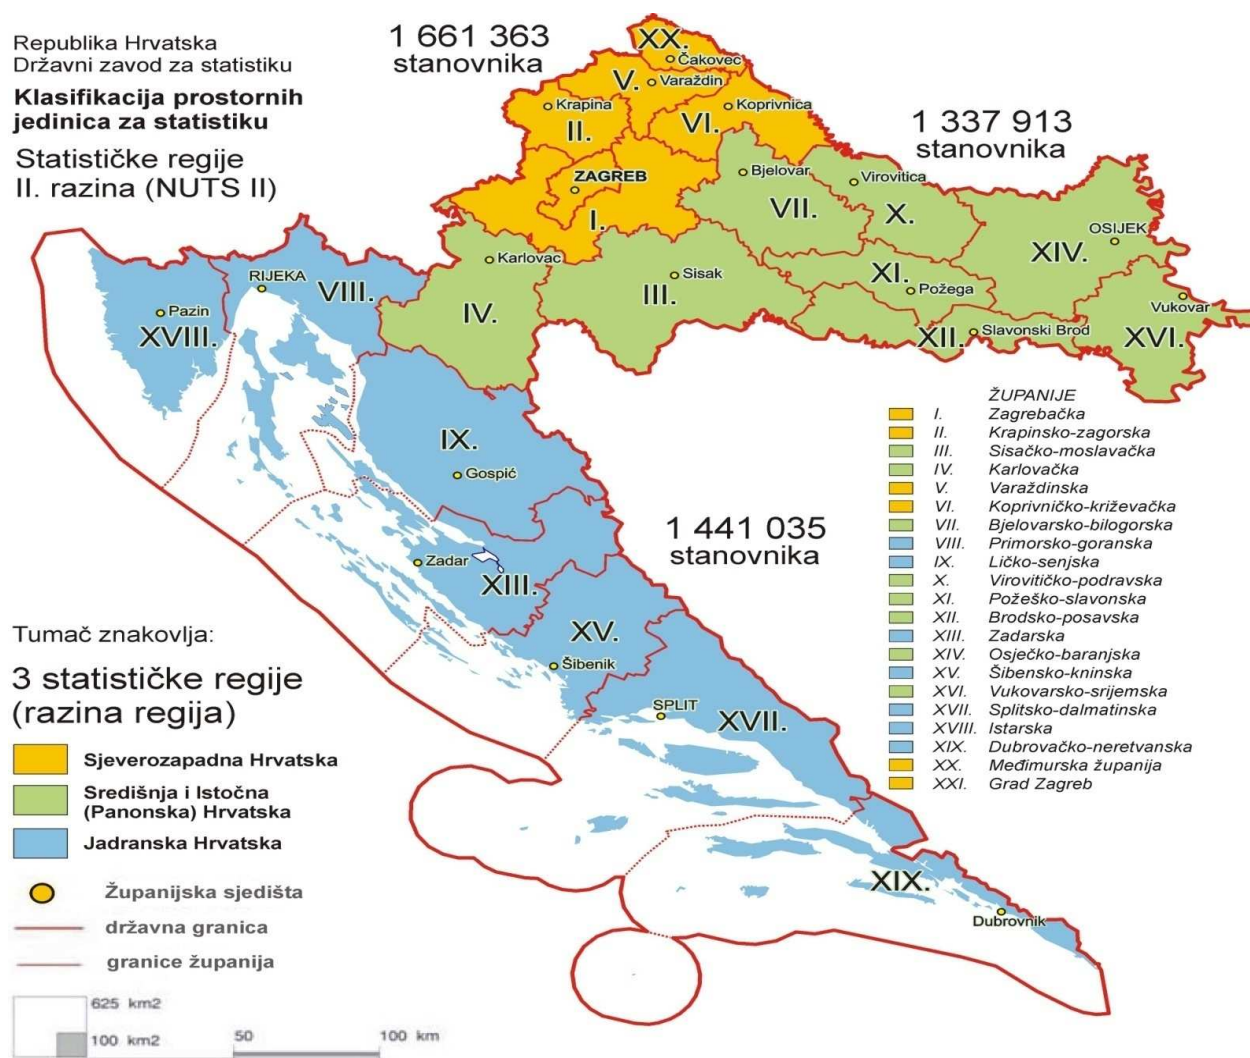 Republika Hrvatska
Državni zavod za statistiku
Klasifikacija prostornih
jedinica za statistiku
Statističke regije
II. razina (NUTS II)
1 661 363
stanovnika
1 337 913
stanovnika
1 441 035
stanovnika
XX.
Čakovec
V.
Varaždin
Krapina
II.
Koprivnica
VI.
ZAGREB
I.
Bjelovar
VII.
Virovitica
X.
OSIJEK
XIV.
Karlovac
IV.
Sisak
III.
XI.
Požega
Vukovar
XVI.
XII.
Slavonski Brod
RIJEKA
VIII.
Pazin
XVIII.
IX.
Gospić
Zadar
XIII.
XV.
Šibenik
SPLIT
XVII.
XIX.
Dubrovnik
ŽUPANIJE
I. Zagrebačka
II. Krapinsko-zagorska
III. Sisačko-moslavačka
IV. Karlovačka
V. Varaždinska
VI. Koprivničko-križevačka
VII. Bjelovarsko-bilogorska
VIII. Primorsko-goranska
IX. Ličko-senjska
X. Virovitičko-podravska
XI. Požeško-slavonska
XII. Brodsko-posavska
XIII. Zadarska
XIV. Osječko-baranjska
XV. Šibensko-kninska
XVI. Vukovarsko-srijemska
XVII. Splitsko-dalmatinska
XVIII. Istarska
XIX. Dubrovačko-neretvanska
XX. Međimurska županija
XXI. Grad Zagreb
Tumač znakovlja:
3 statističke regije
(razina regija)
Sjeverozapadna Hrvatska
Središnja i Istočna
(Panonska) Hrvatska
Jadranska Hrvatska
Županijska sjedišta
državna granica
granice županija
625 km2
100 km2
50
100 km